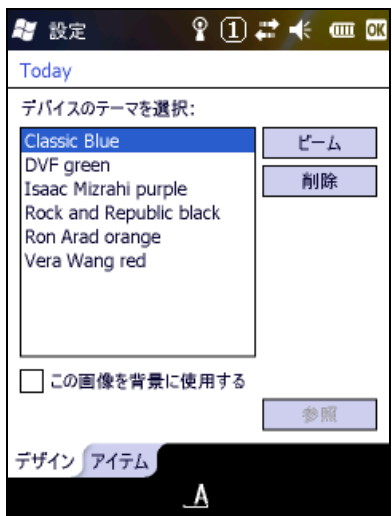 設定 1 OK
Today
デバイスのテーマを選択:
Classic Blue
DVF green
Isaac Mizrahi purple
Rock and Republic black
Ron Arad orange
Vera Wang red
ビーム
削除
この画像を背景に使用する
参照
デザイン アイテム
A